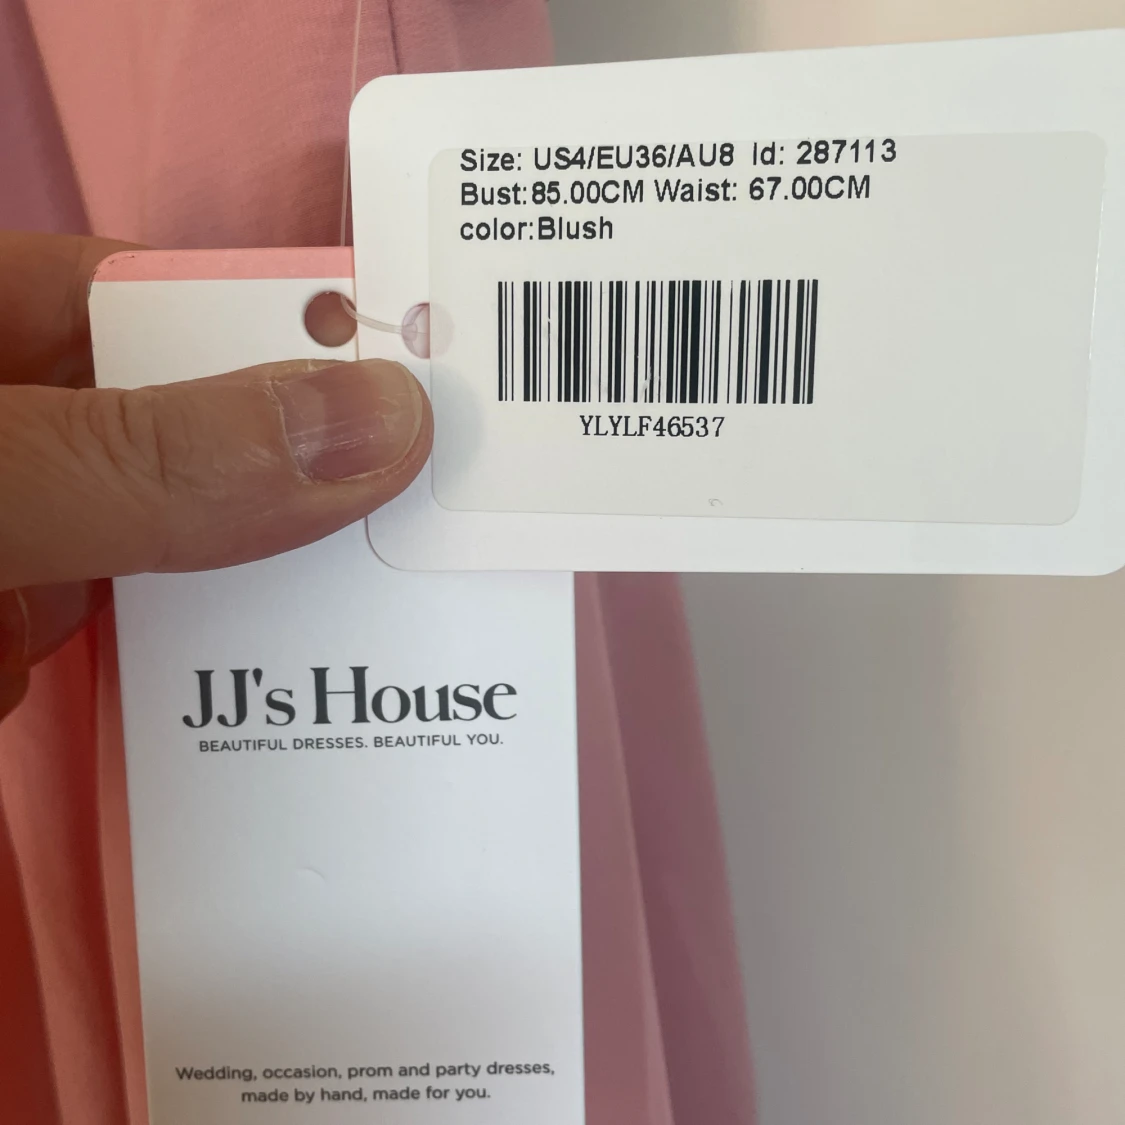 Size: US4/EU36/AU8 Id: 287113
Bust:85.00CM Waist: 67.00CM
color:Blush
YLYLF46537
JJ's House
BEAUTIFUL DRESSES. BEAUTIFUL YOU.
Wedding, occasion, prom and party dresses,
made by hand, made for you.